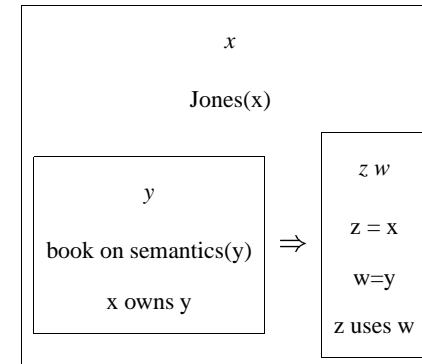 x
Jones(x)
y
book on semantics(y)
x owns y
⇒
z w
z = x
w=y
z uses w